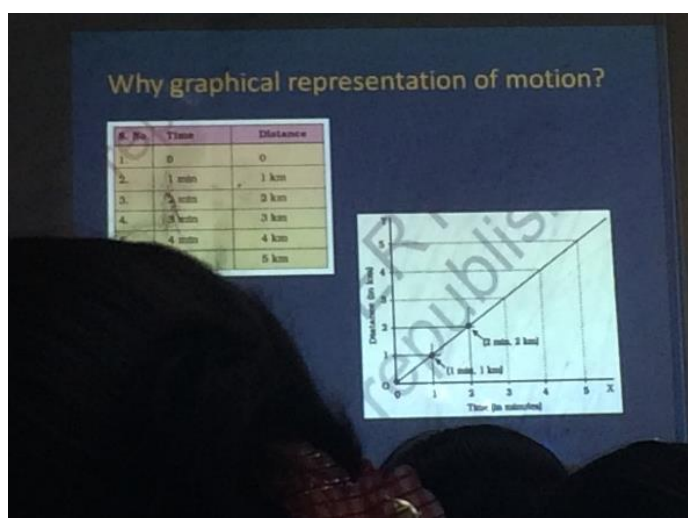 Why graphical representation of motion?
S. No. Time Distance
1. 0 0
2. 1 min 1 km
3. 2 min 2 km
4. 3 min 3 km
4 min 4 km
5 km
Y
5
4
3
2
1
O
Distance (in km)
(2 min, 2 km)
(1 min, 1 km)
0 1 2 3 4 5 X
Time (in minutes)
republis